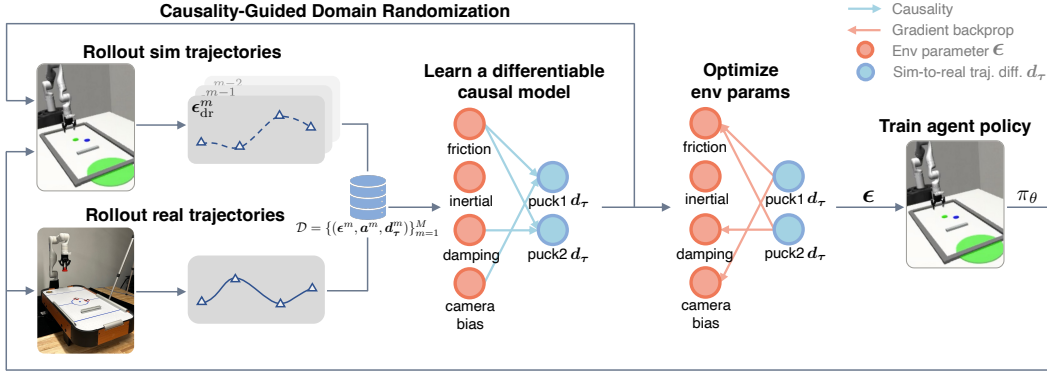 Causality-Guided Domain Randomization
Causality
Gradient backprop
Env parameter ϵ
Sim-to-real traj. diff. d_τ
Rollout sim trajectories
m−2
m−1
ϵ^m_dr
Rollout real trajectories
𝒟 = {(ϵ^m, a^m, d_τ^m)}^M_{m=1}
Learn a differentiable
causal model
friction
inertial
damping
camera
bias
puck1 d_τ
puck2 d_τ
Optimize
env params
friction
inertial
damping
camera
bias
puck1 d_τ
puck2 d_τ
ϵ
Train agent policy
π_θ